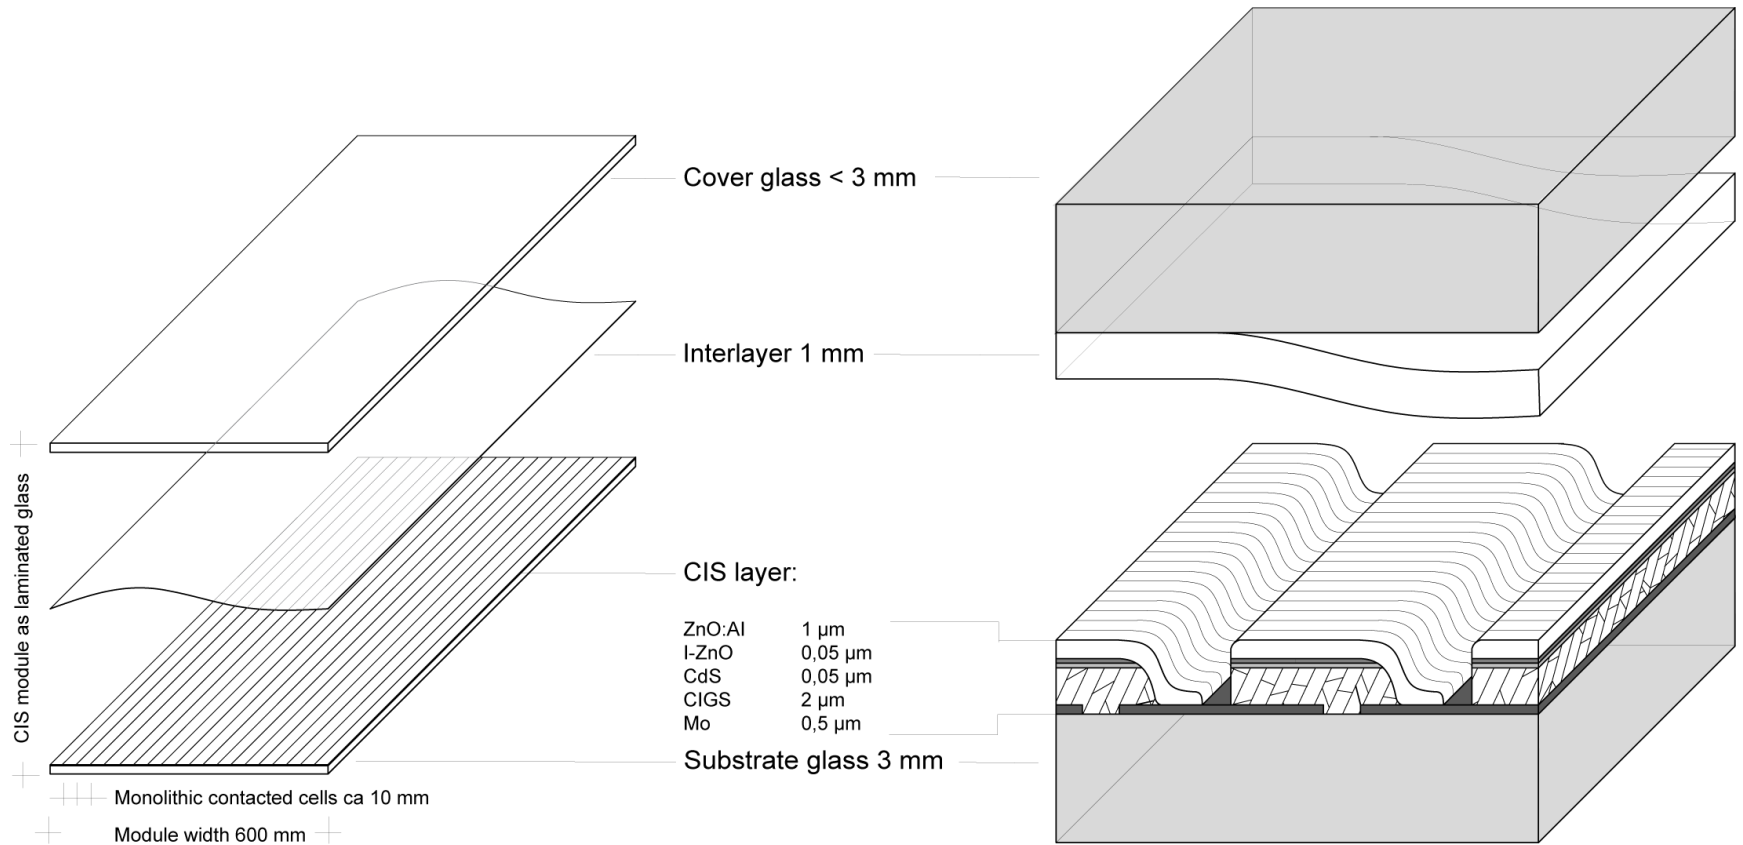 Cover glass < 3 mm
Interlayer 1 mm
CIS module as laminated glass
CIS layer:
ZnO:Al 1 µm
I-ZnO 0,05 µm
CdS 0,05 µm
CIGS 2 µm
Mo 0,5 µm
Substrate glass 3 mm
Monolithic contacted cells ca 10 mm
Module width 600 mm